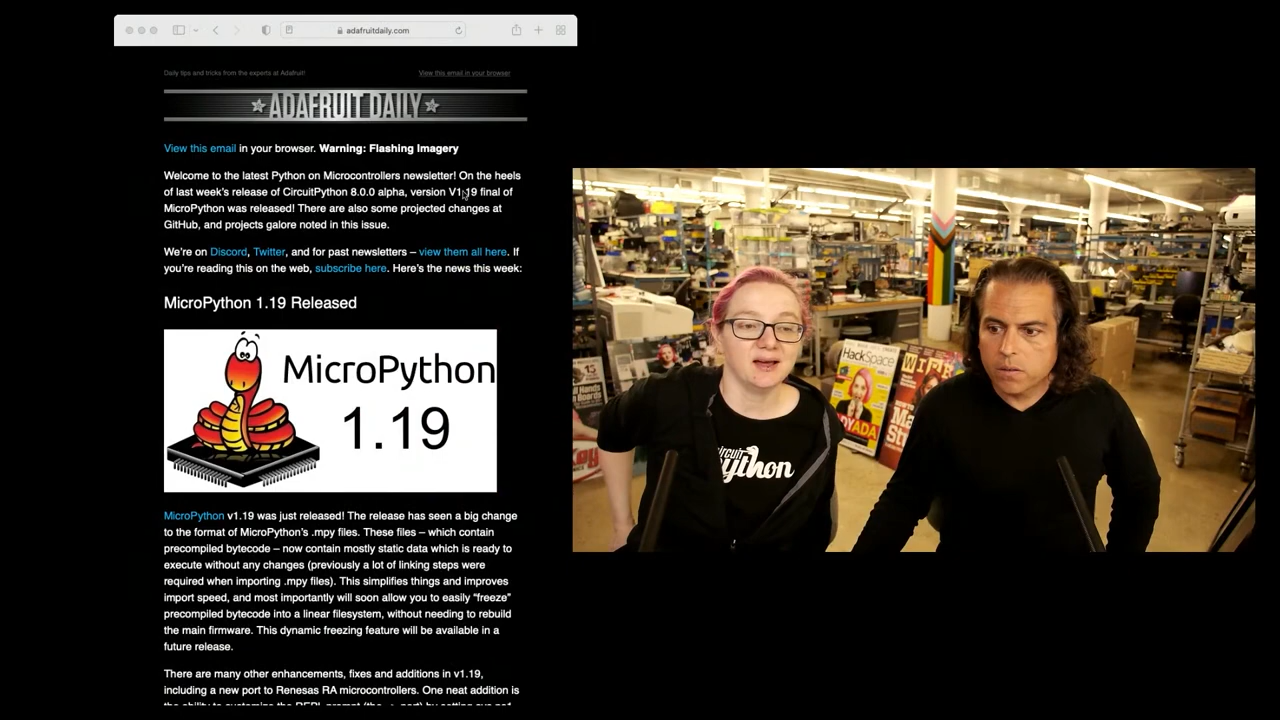 adafruitdaily.com
Daily tips and tricks from the experts at Adafruit!
View this email in your browser
ADAFRUIT DAILY
View this email in your browser. Warning: Flashing Imagery
Welcome to the latest Python on Microcontrollers newsletter! On the heels
of last week's release of CircuitPython 8.0.0 alpha, version V1.19 final of
MicroPython was released! There are also some projected changes at
GitHub, and projects galore noted in this issue.
We're on Discord, Twitter, and for past newsletters – view them all here. If
you're reading this on the web, subscribe here. Here's the news this week:
MicroPython 1.19 Released
MicroPython
1.19
MicroPython v1.19 was just released! The release has seen a big change
to the format of MicroPython's .mpy files. These files – which contain
precompiled bytecode – now contain mostly static data which is ready to
execute without any changes (previously a lot of linking steps were
required when importing .mpy files). This simplifies things and improves
import speed, and most importantly will soon allow you to easily “freeze”
precompiled bytecode into a linear filesystem, without needing to rebuild
the main firmware. This dynamic freezing feature will be available in a
future release.
There are many other enhancements, fixes and additions in v1.19,
including a new port to Renesas RA microcontrollers. One neat addition is
HackSpace
WIRED